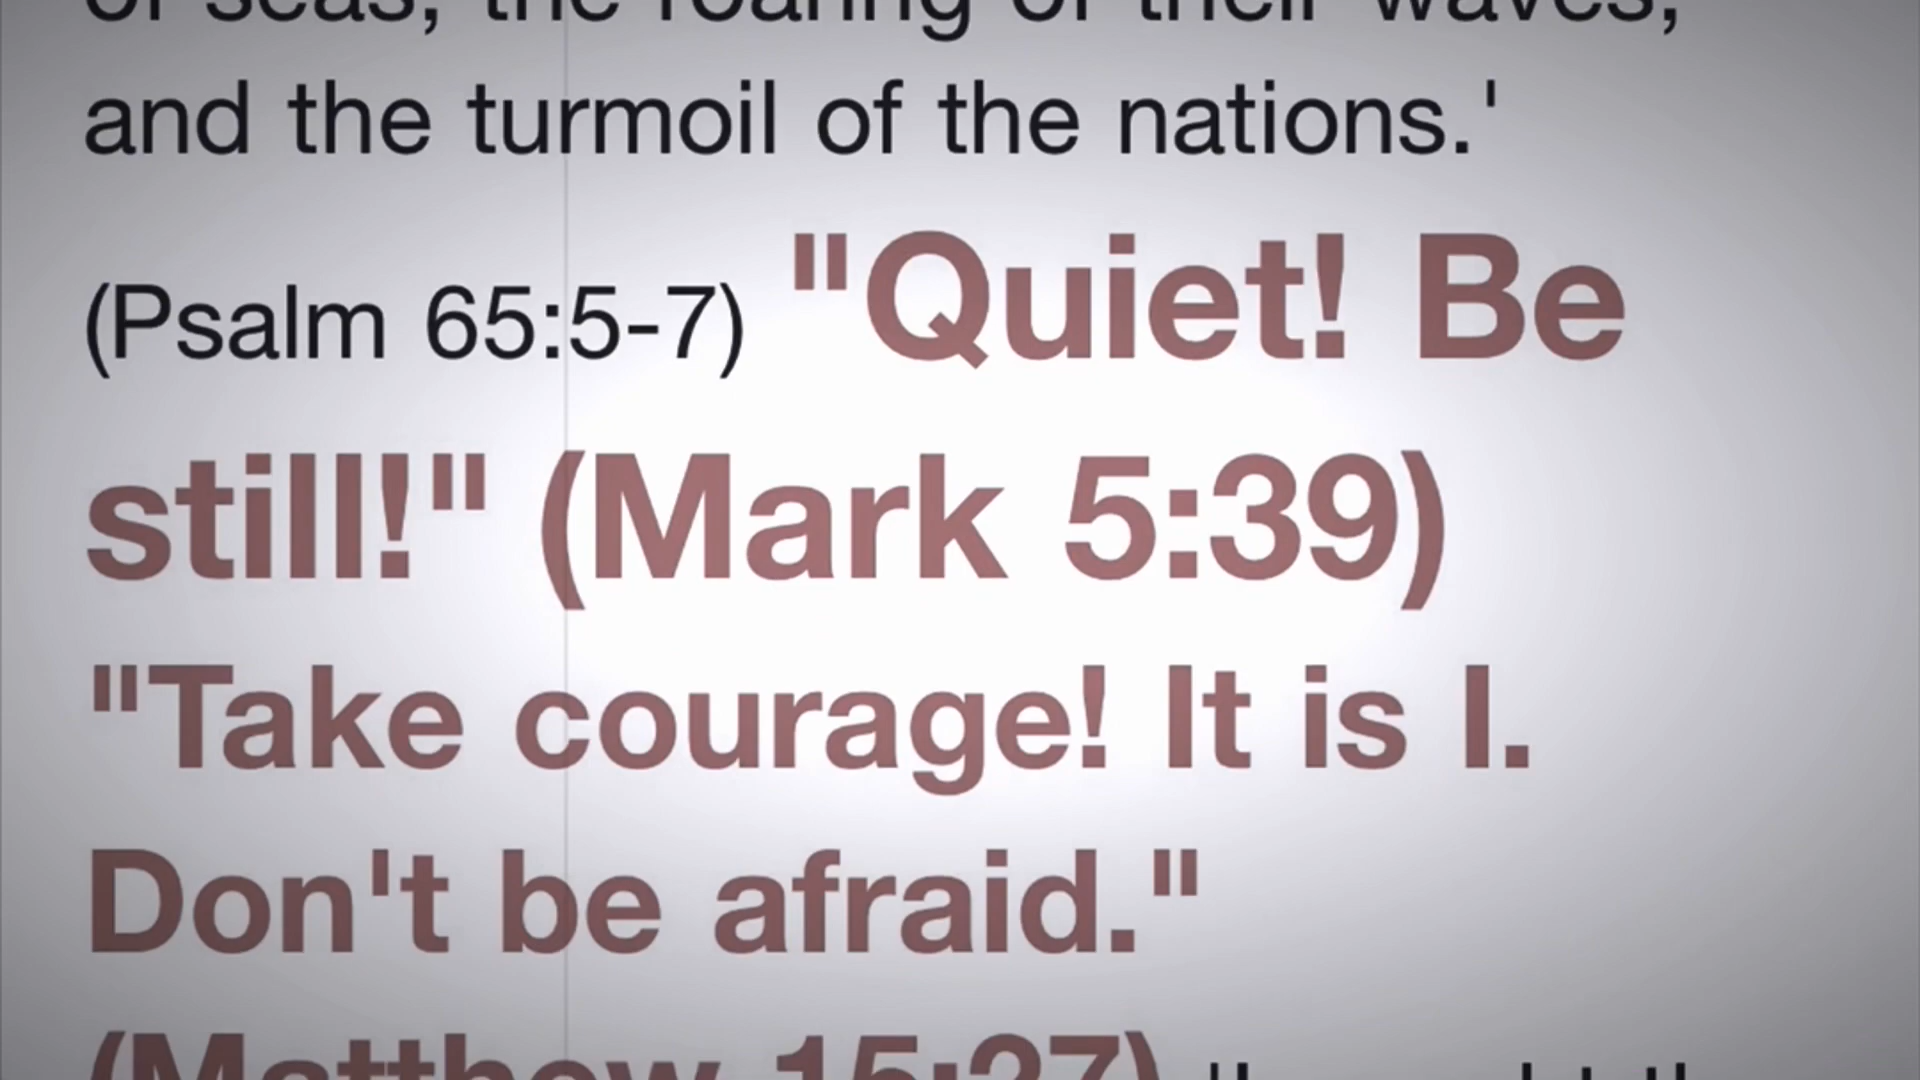 of seas, the roaring of their waves,
and the turmoil of the nations.'
(Psalm 65:5-7) "Quiet! Be
still!" (Mark 5:39)
"Take courage! It is I.
Don't be afraid."
(Matthew 15:27)